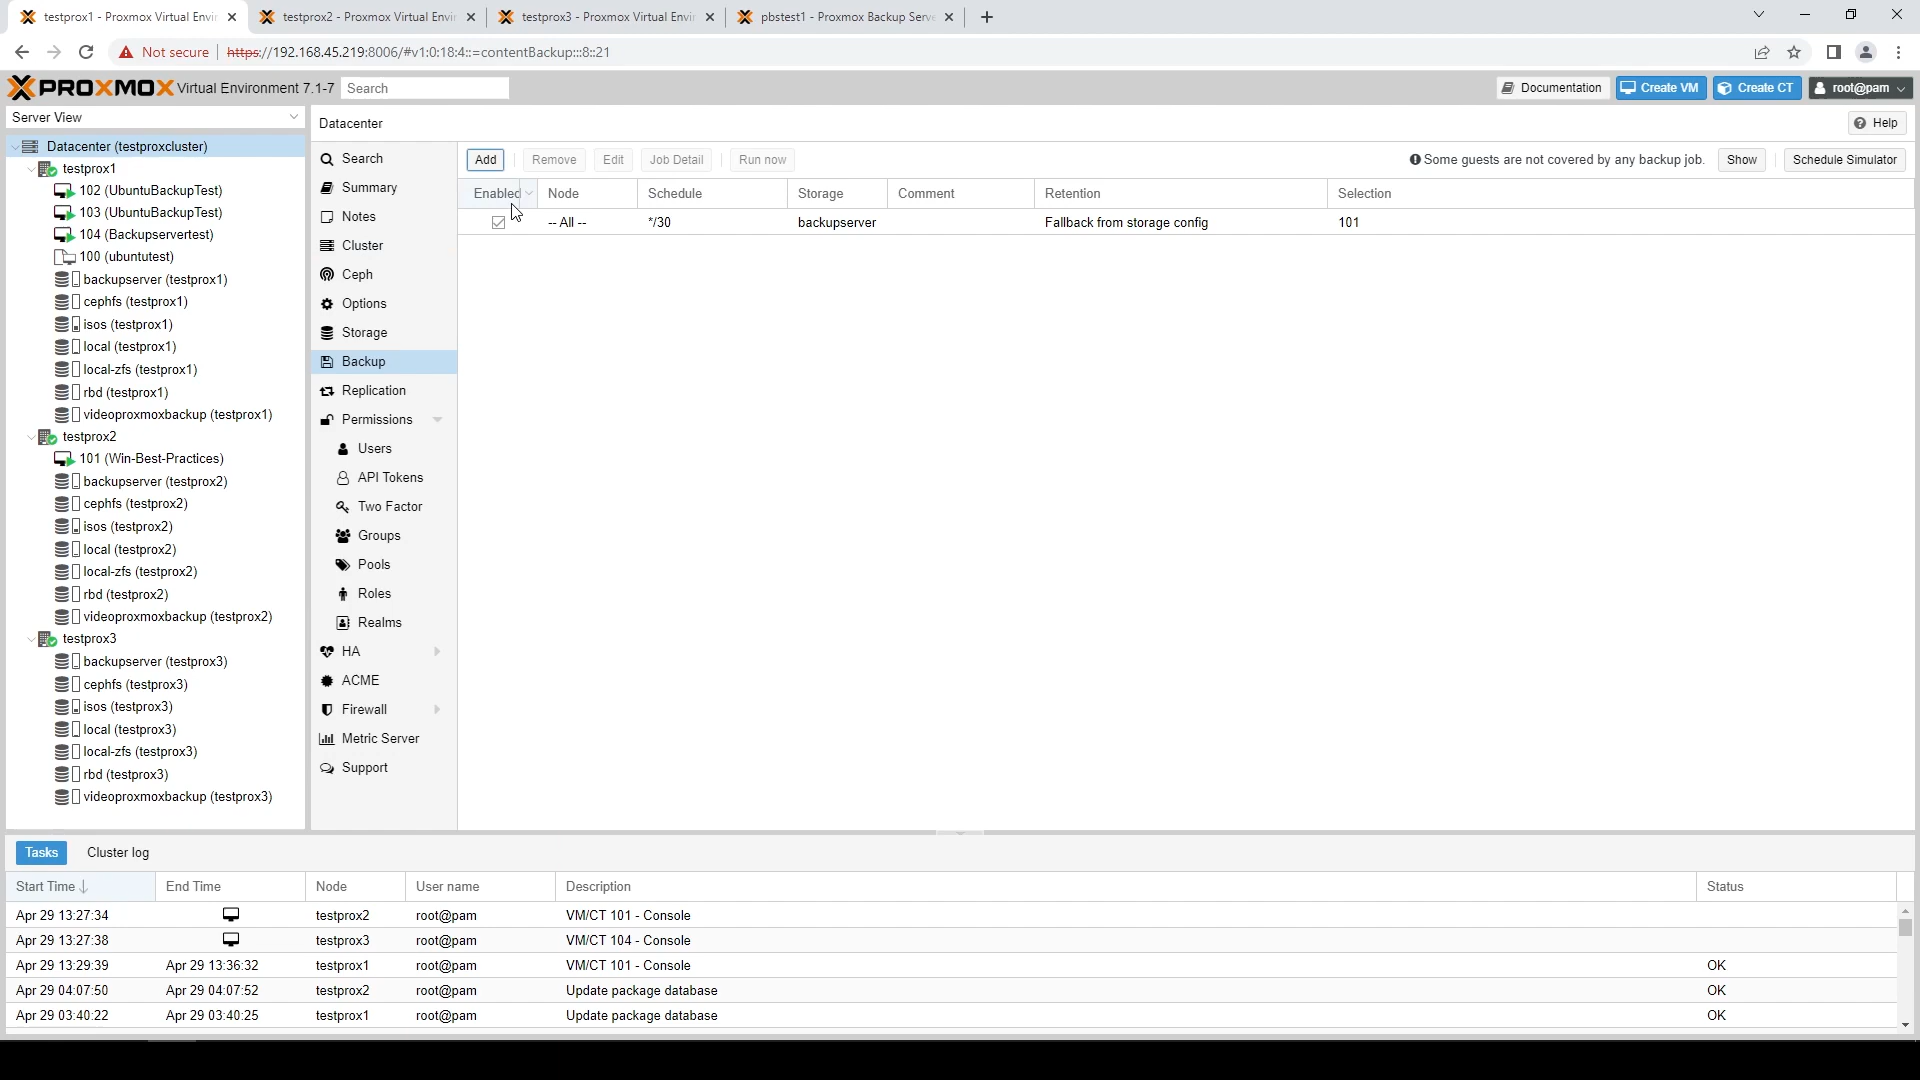 testprox1 - Proxmox Virtual Envir
testprox2 - Proxmox Virtual Envir
testprox3 - Proxmox Virtual Envir
pbstest1 - Proxmox Backup Serve
Not secure
https://192.168.45.219:8006/#v1:0:18:4::=contentBackup:::8::21
PROXMOX Virtual Environment 7.1-7
Search
Documentation
Create VM
Create CT
root@pam
Server View
Datacenter
Help
Datacenter (testproxcluster)
testprox1
102 (UbuntuBackupTest)
103 (UbuntuBackupTest)
104 (Backupservertest)
100 (ubuntutest)
backupserver (testprox1)
cephfs (testprox1)
isos (testprox1)
local (testprox1)
local-zfs (testprox1)
rbd (testprox1)
videoproxmoxbackup (testprox1)
testprox2
101 (Win-Best-Practices)
backupserver (testprox2)
cephfs (testprox2)
isos (testprox2)
local (testprox2)
local-zfs (testprox2)
rbd (testprox2)
videoproxmoxbackup (testprox2)
testprox3
backupserver (testprox3)
cephfs (testprox3)
isos (testprox3)
local (testprox3)
local-zfs (testprox3)
rbd (testprox3)
videoproxmoxbackup (testprox3)
Search
Summary
Notes
Cluster
Ceph
Options
Storage
Backup
Replication
Permissions
Users
API Tokens
Two Factor
Groups
Pools
Roles
Realms
HA
ACME
Firewall
Metric Server
Support
Add
Remove
Edit
Job Detail
Run now
Some guests are not covered by any backup job.
Show
Schedule Simulator
Enabled Node Schedule Storage Comment Retention Selection
-- All -- */30 backupserver Fallback from storage config 101
Tasks
Cluster log
Start Time End Time Node User name Description Status
Apr 29 13:27:34 testprox2 root@pam VM/CT 101 - Console
Apr 29 13:27:38 testprox3 root@pam VM/CT 104 - Console
Apr 29 13:29:39 Apr 29 13:36:32 testprox1 root@pam VM/CT 101 - Console OK
Apr 29 04:07:50 Apr 29 04:07:52 testprox2 root@pam Update package database OK
Apr 29 03:40:22 Apr 29 03:40:25 testprox1 root@pam Update package database OK